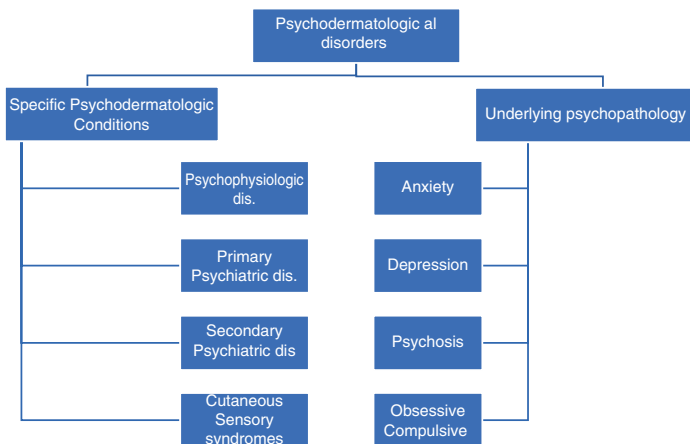 Psychodermatologic al
disorders
Specific Psychodermatologic
Conditions
Underlying psychopathology
Psychophysiologic
dis.
Anxiety
Primary
Psychiatric dis.
Depression
Secondary
Psychiatric dis
Psychosis
Cutaneous
Sensory
syndromes
Obsessive
Compulsive